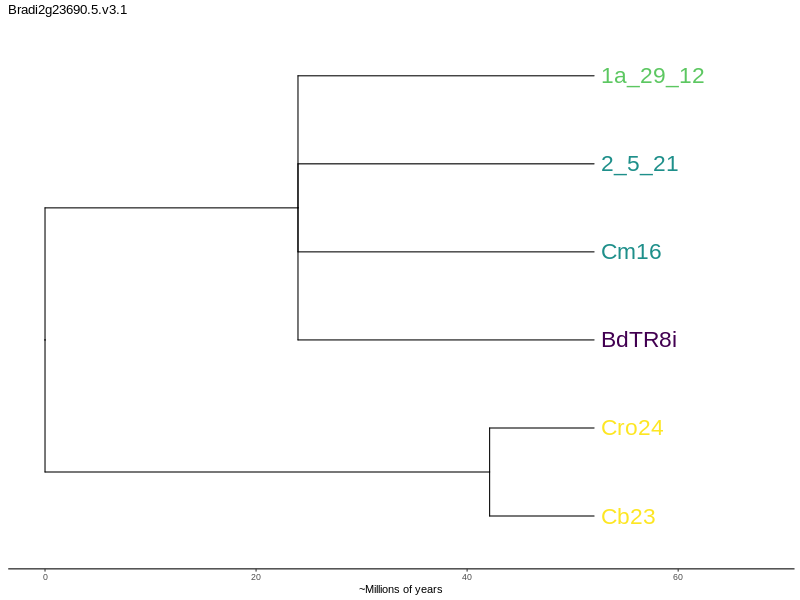 Bradi2g23690.5.v3.1
1a_29_12
2_5_21
Cm16
BdTR8i
Cro24
Cb23
0 20 40 60
~Millions of years